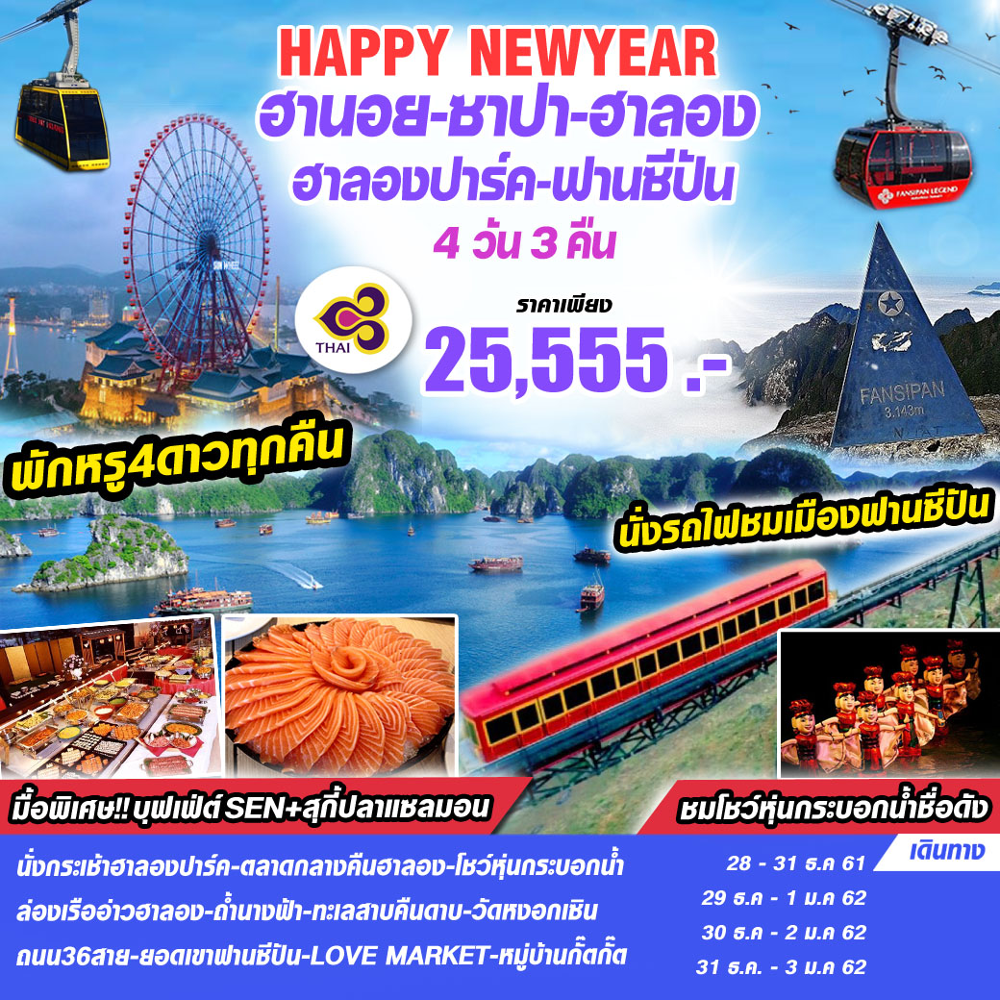 HAPPY NEWYEAR
ฮานอย-ซาปา-ฮาลอง
ฮาลองปาร์ค-ฟานซีปัน
4 วัน 3 คืน
SUN WHEEL
FANSIPAN LEGEND
THAI
ราคาเพียง
25,555 .-
FANSIPAN
3.143m
พักหรู4ดาวทุกคืน
นั่งรถไฟชมเมืองฟานซีปัน
มื้อพิเศษ!! บุฟเฟ่ต์ SEN+สุกี้ปลาแซลมอน
ชมโชว์หุ่นกระบอกน้ำชื่อดัง
เดินทาง
นั่งกระเช้าฮาลองปาร์ค-ตลาดกลางคืนฮาลอง-โชว์หุ่นกระบอกน้ำ
ล่องเรืออ่าวฮาลอง-ถ้ำนางฟ้า-ทะเลสาบคืนดาบ-วัดหงอกเซิน
ถนน36สาย-ยอดเขาฟานซีปัน-LOVE MARKET-หมู่บ้านกั๊ตกั๊ต
28 - 31 ธ.ค 61
29 ธ.ค - 1 ม.ค 62
30 ธ.ค - 2 ม.ค 62
31 ธ.ค. - 3 ม.ค 62